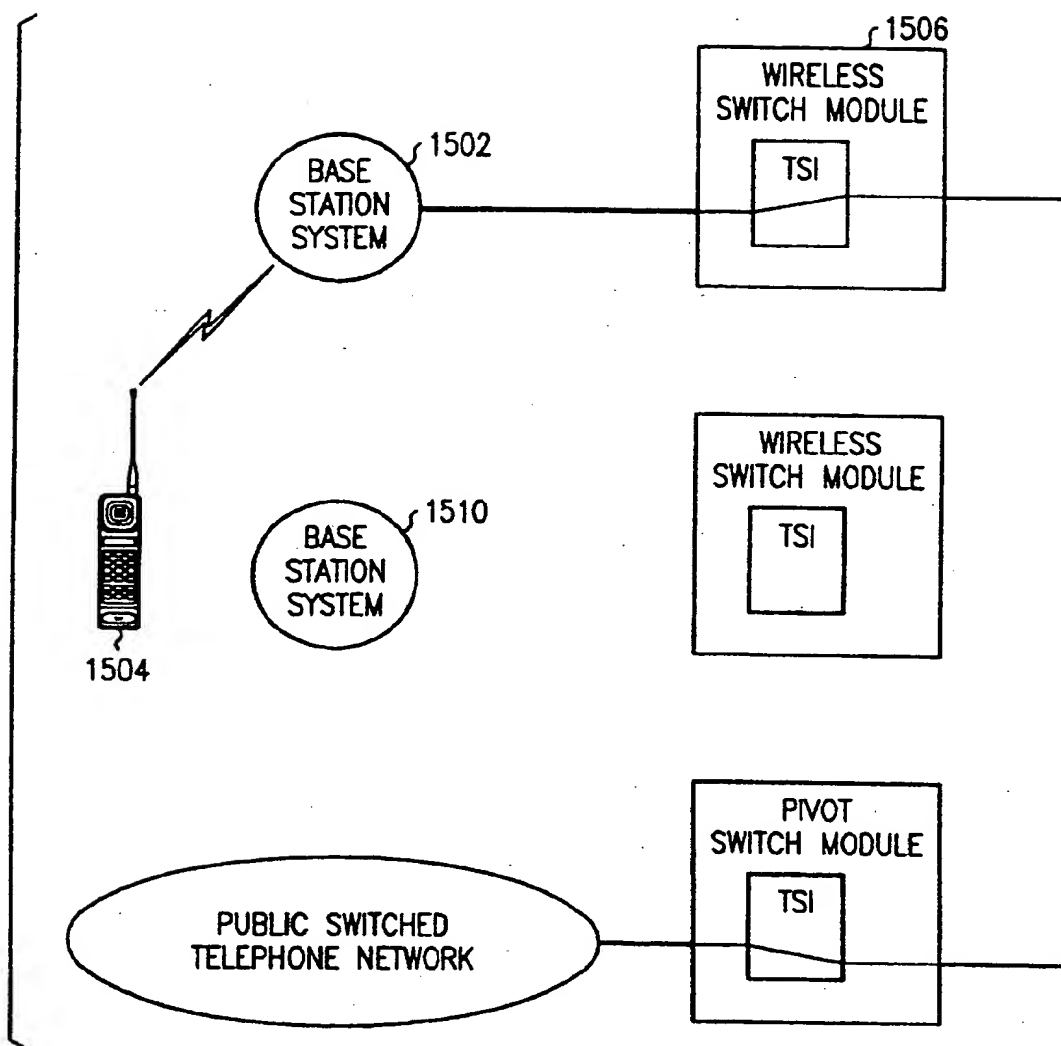 1506
WIRELESS
SWITCH MODULE
TSI
1502
BASE
STATION
SYSTEM
WIRELESS
SWITCH MODULE
TSI
1510
BASE
STATION
SYSTEM
1504
PIVOT
SWITCH MODULE
TSI
PUBLIC SWITCHED
TELEPHONE NETWORK